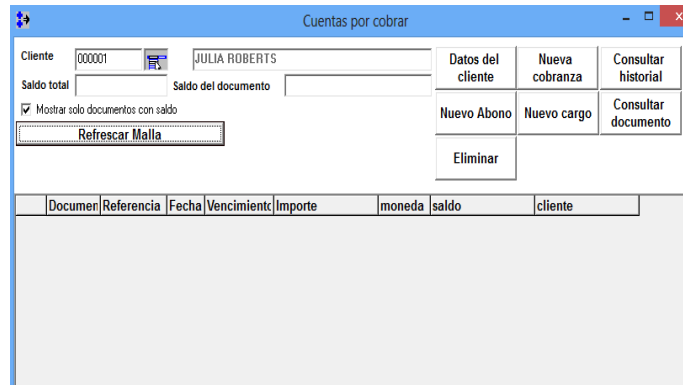 Cuentas por cobrar
Cliente 000001 JULIA ROBERTS
Saldo total Saldo del documento
Mostrar solo documentos con saldo
Refrescar Malla
Datos del cliente
Nueva cobranza
Consultar historial
Nuevo Abono
Nuevo cargo
Consultar documento
Eliminar
Documen Referencia Fecha Vencimiento Importe moneda saldo cliente